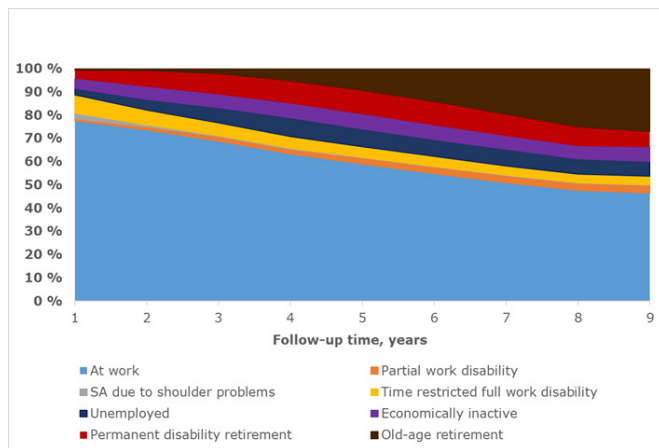 100 %
90 %
80 %
70 %
60 %
50 %
40 %
30 %
20 %
10 %
0 %
1 2 3 4 5 6 7 8 9
Follow-up time, years
At work Partial work disability
SA due to shoulder problems Time restricted full work disability
Unemployed Economically inactive
Permanent disability retirement Old-age retirement